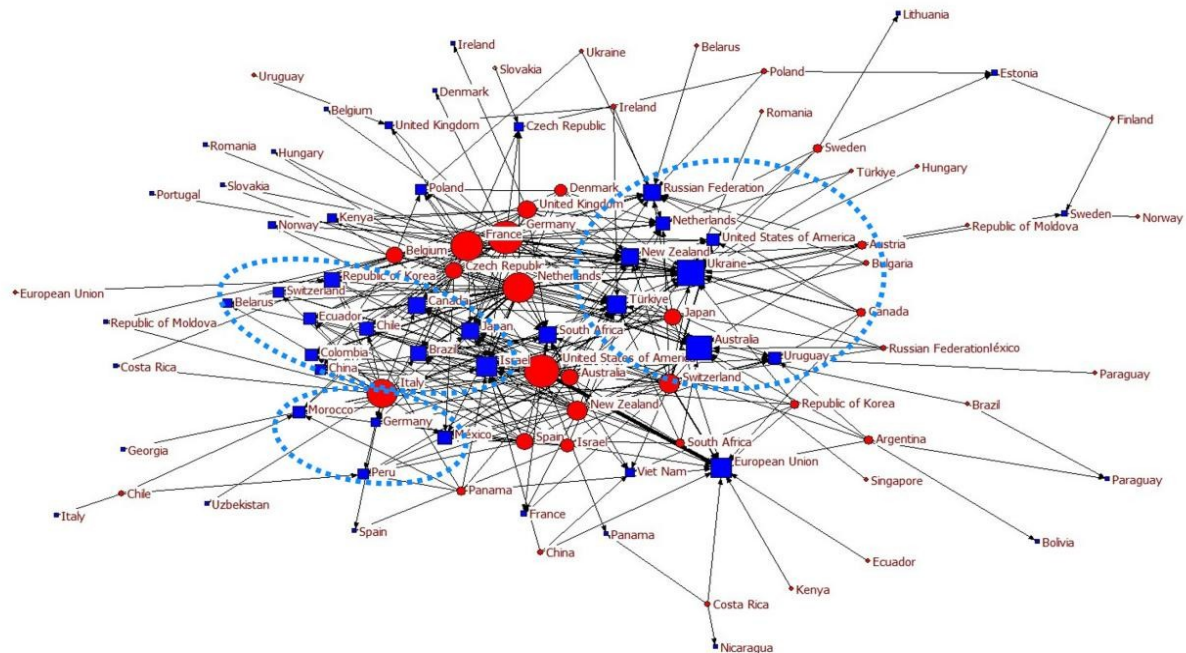 Lithuania
Ireland
Ukraine
Belarus
Slovakia
Uruguay
Poland
Estonia
Denmark
Belgium
Ireland
Romania
Finland
United Kingdom
Czech Republic
Romania
Hungary
Sweden
Türkiye
Hungary
Slovakia
Portugal
Poland
Denmark
Russian Federation
United Kingdom
Kenya
Norway
Germany
Netherlands
Sweden
Norway
Republic of Moldova
France
United States of America
Austria
Belgium
New Zealand
Ukraine
Bulgaria
Czech Republi
Republic of Korea
Netherlands
European Union
Switzerland
Belarus
Canada
Türkiye
Japan
Canada
Republic of Moldova
Ecuador
Chile
Japan
South Africa
Australia
Russian Federation
léxico
Colombia
Brazil
Israel
United States of America
Uruguay
Costa Rica
China
Australia
Switzerland
Paraguay
Italy
Republic of Korea
Brazil
Morocco
New Zealand
Germany
México
Spain
Israel
South Africa
Argentina
Georgia
European Union
Peru
Viet Nam
Singapore
Paraguay
Chile
Panama
Uzbekistan
Italy
France
Spain
Panama
Bolivia
China
Ecuador
Kenya
Costa Rica
Nicaragua